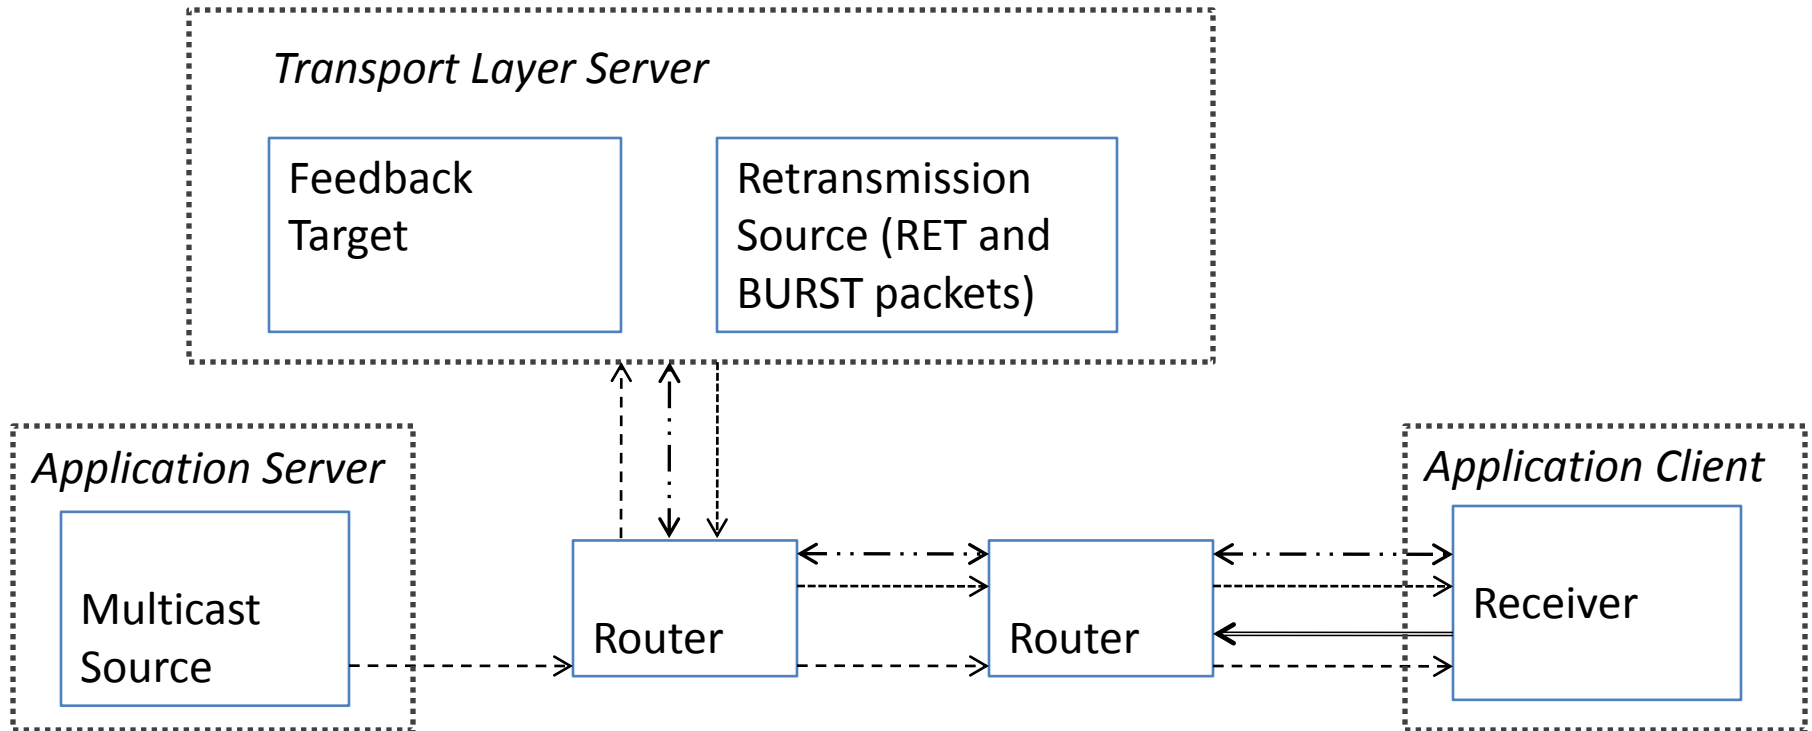 Transport Layer Server
Feedback
Target
Retransmission
Source (RET and
BURST packets)
Application Server
Multicast
Source
Router
Router
Application Client
Receiver